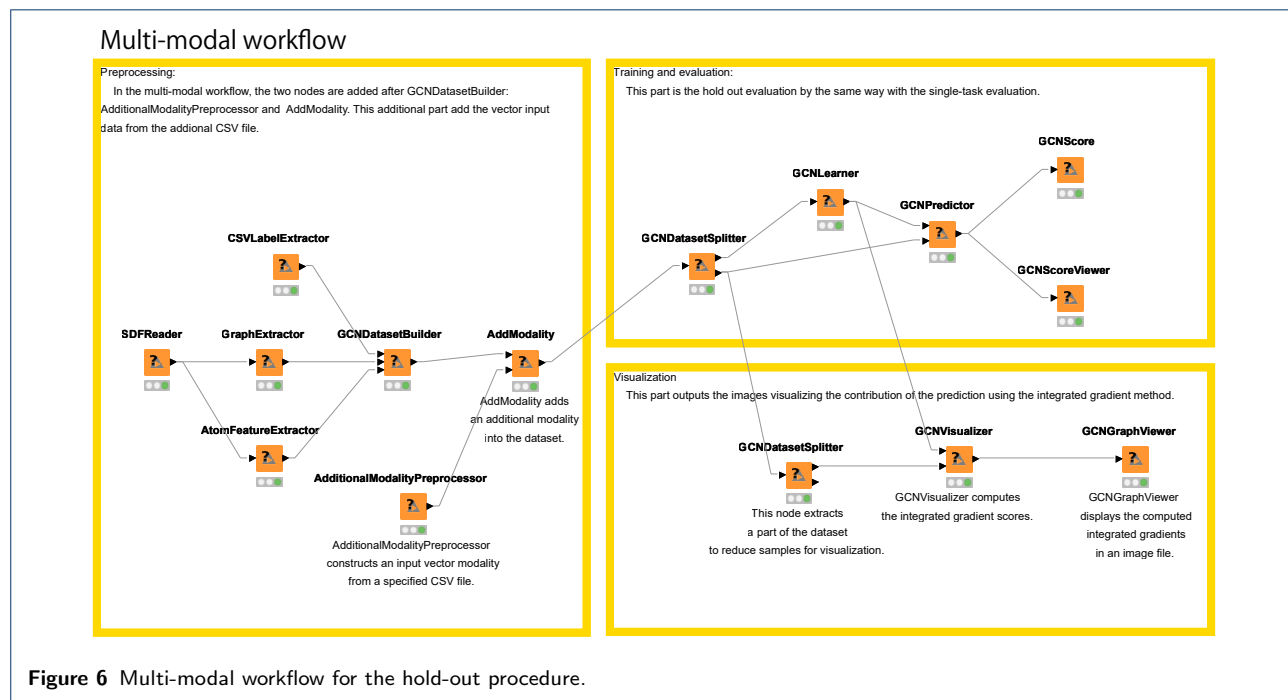 Multi-modal workflow
Preprocessing:
In the multi-modal workflow, the two nodes are added after GCNDatasetBuilder:
AdditionalModalityPreprocessor and AddModality. This additional part add the vector input
data from the addional CSV file.
CSVLabelExtractor
SDFReader
GraphExtractor
GCNDatasetBuilder
AddModality
AddModality adds
an additional modality
into the dataset.
AtomFeatureExtractor
AdditionalModalityPreprocessor
AdditionalModalityPreprocessor
constructs an input vector modality
from a specified CSV file.
Training and evaluation:
This part is the hold out evaluation by the same way with the single-task evaluation.
GCNScore
GCNLearner
GCNPredictor
GCNDatasetSplitter
GCNScoreViewer
Visualization
This part outputs the images visualizing the contribution of the prediction using the integrated gradient method.
GCNDatasetSplitter
This node extracts
a part of the dataset
to reduce samples for visualization.
GCNVisualizer
GCNVisualizer computes
the integrated gradient scores.
GCNGraphViewer
GCNGraphViewer
displays the computed
integrated gradients
in an image file.
Figure 6 Multi-modal workflow for the hold-out procedure.